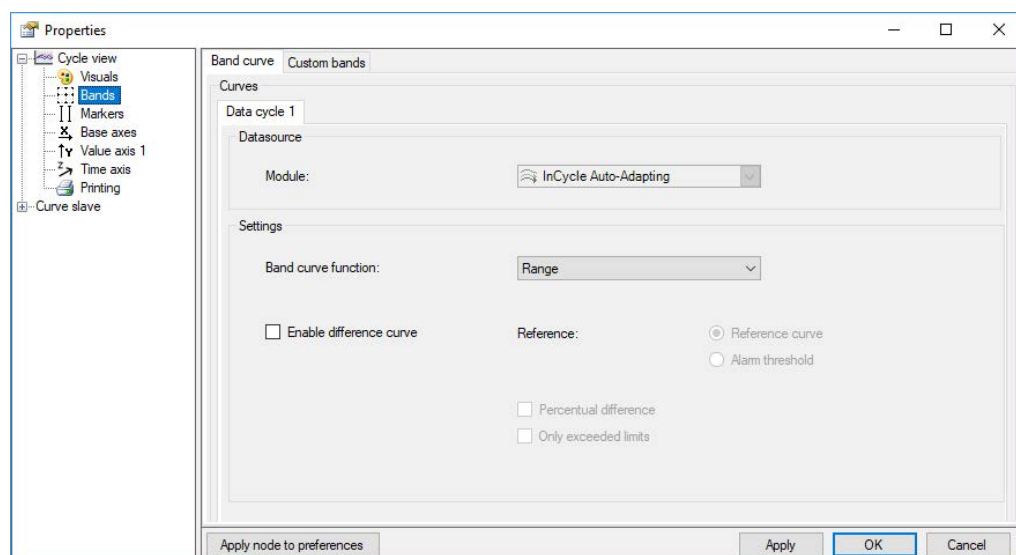 Properties
Cycle view
Visuals
Bands
Markers
Base axes
Value axis 1
Time axis
Printing
Curve slave
Band curve Custom bands
Curves
Data cycle 1
Datasource
Module: InCycle Auto-Adapting
Settings
Band curve function: Range
Enable difference curve Reference: Reference curve
Alarm threshold
Percentual difference
Only exceeded limits
Apply node to preferences Apply OK Cancel